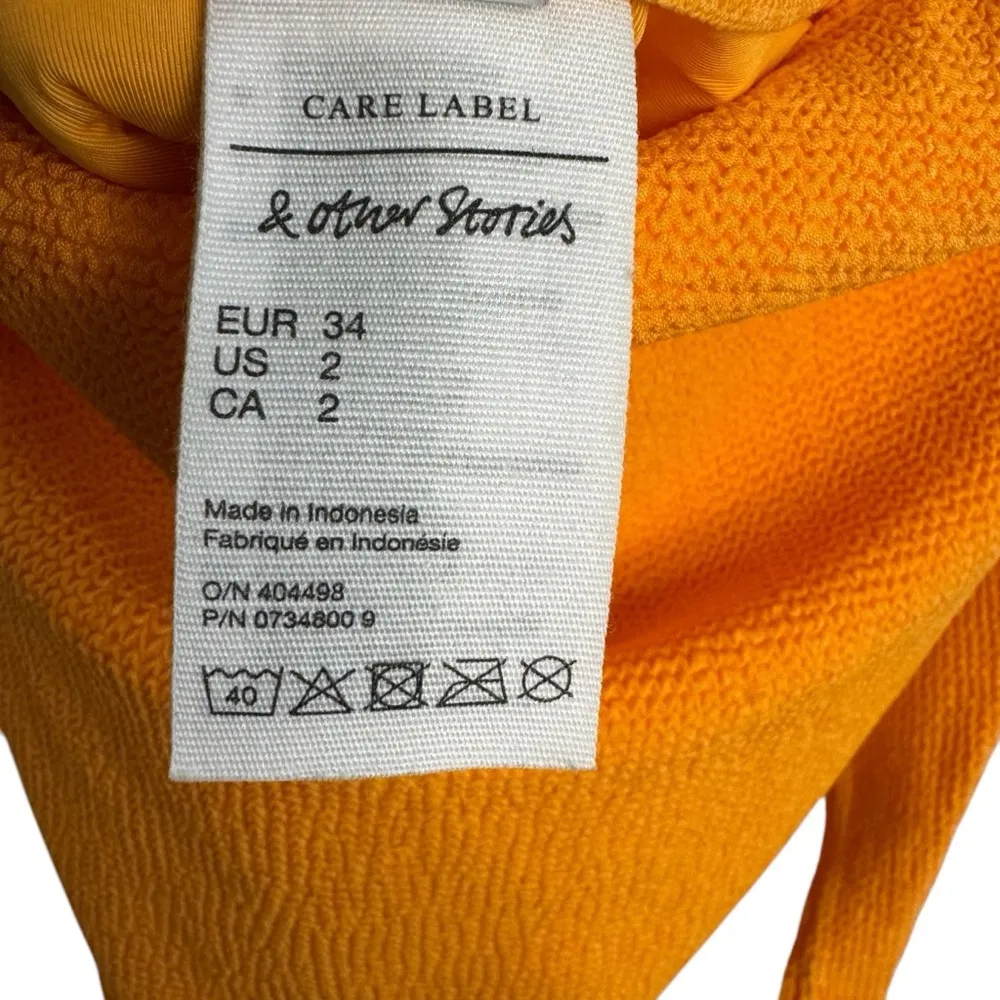 CARE LABEL
& other Stories
EUR 34
US 2
CA 2
Made in Indonesia
Fabriqué en Indonésie
O/N 404498
P/N 0734800 9
40